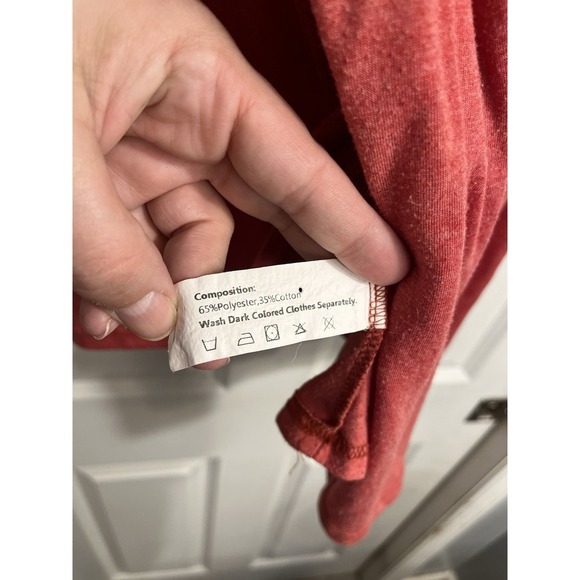 Composition:
65%Polyester,35%Cotton
Wash Dark Colored Clothes Separately.